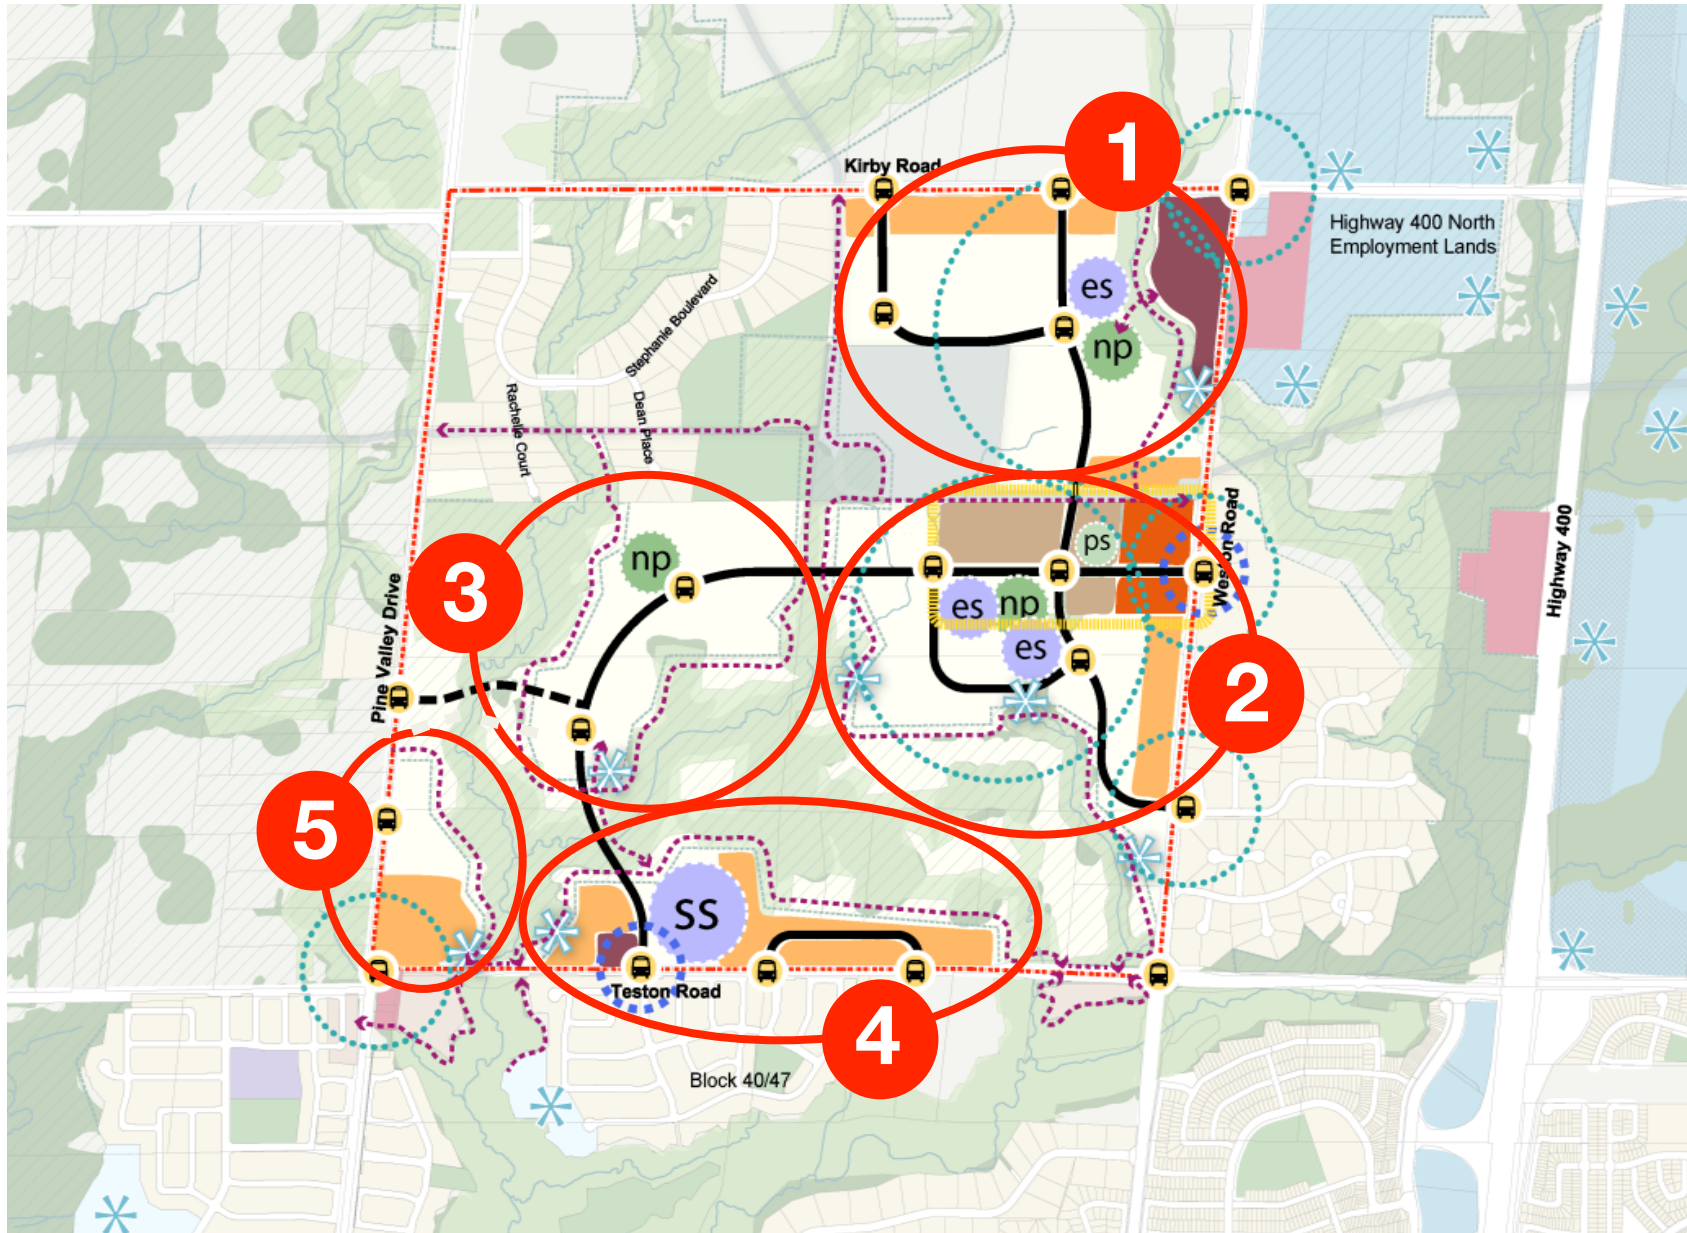 1
Kirby Road
Highway 400 North
Employment Lands
es
np
Stephanie Boulevard
Rachelle Court
Dean Place
Weston Road
Highway 400
ps
3
np
es
np
es
Pine Valley Drive
2
5
ss
Teston Road
4
Block 40/47